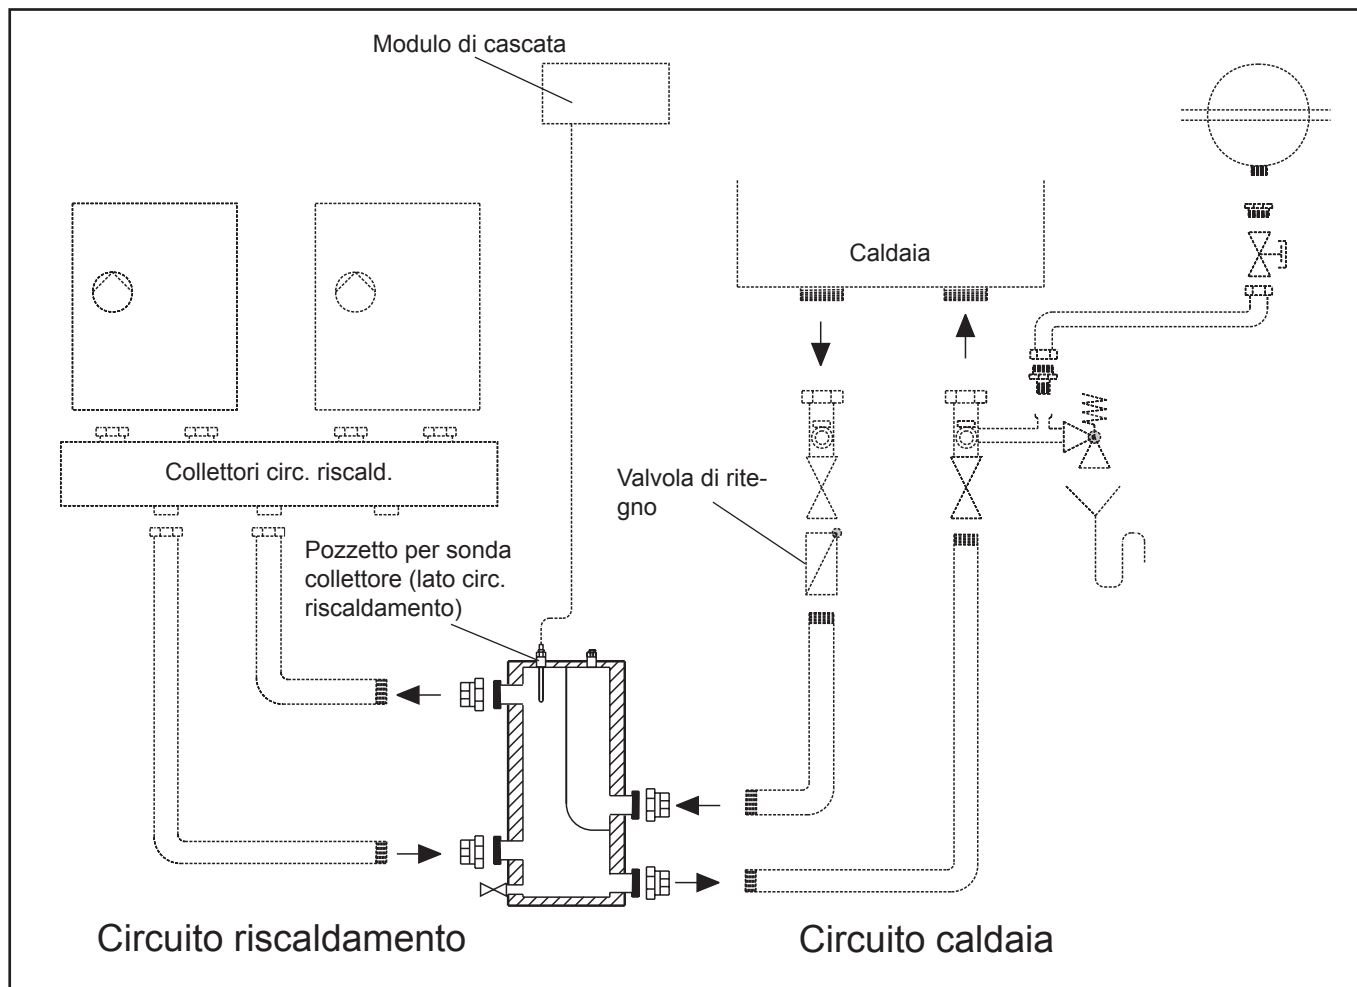 Modulo di cascata
Caldaia
Collettori circ. riscald.
Valvola di rite-
gno
Pozzetto per sonda
collettore (lato circ.
riscaldamento)
Circuito riscaldamento
Circuito caldaia